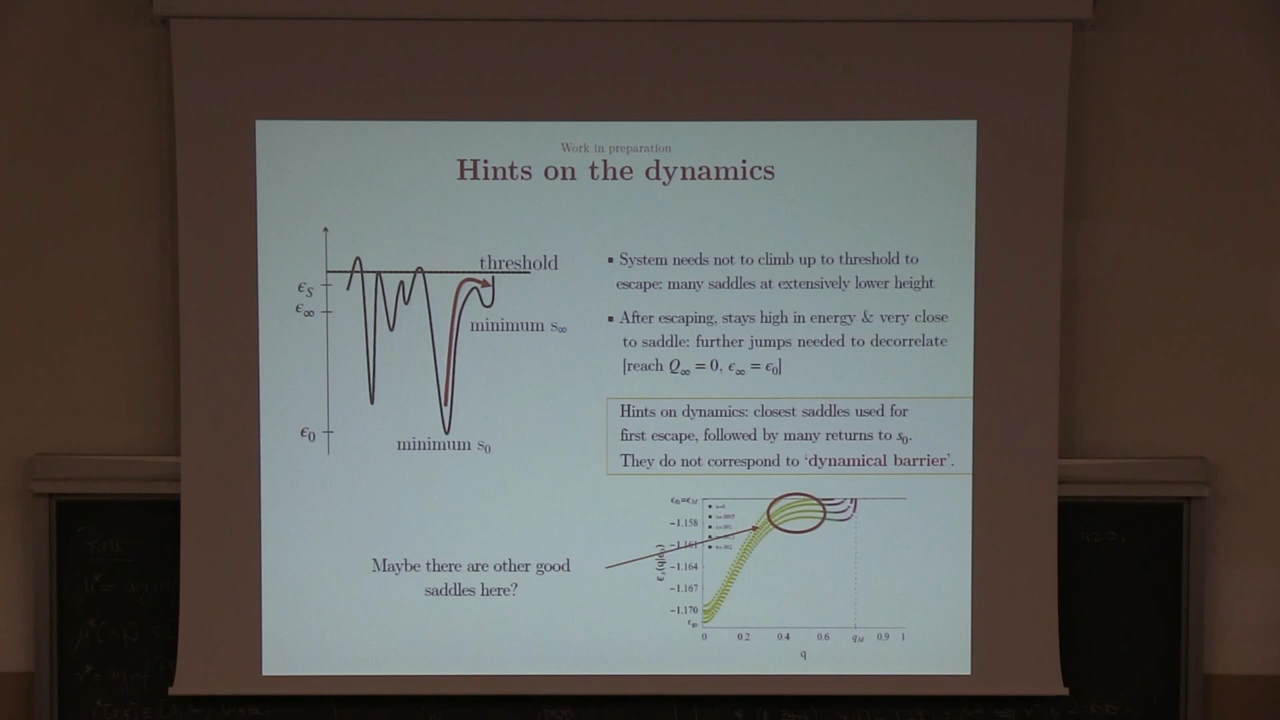 Work in preparation
Hints on the dynamics
threshold
ϵS
ϵ∞
minimum s∞
ϵ0
minimum s0
▪ System needs not to climb up to threshold to
escape: many saddles at extensively lower height
▪ After escaping, stays high in energy & very close
to saddle: further jumps needed to decorrelate
[reach Q∞ = 0, ϵ∞ = ϵ0]
Hints on dynamics: closest saddles used for
first escape, followed by many returns to s0.
They do not correspond to ‘dynamical barrier’.
Maybe there are other good
saddles here?
−1.158
−1.161
−1.164
−1.167
−1.170
0 0.2 0.4 0.6 qM 0.9 1
q